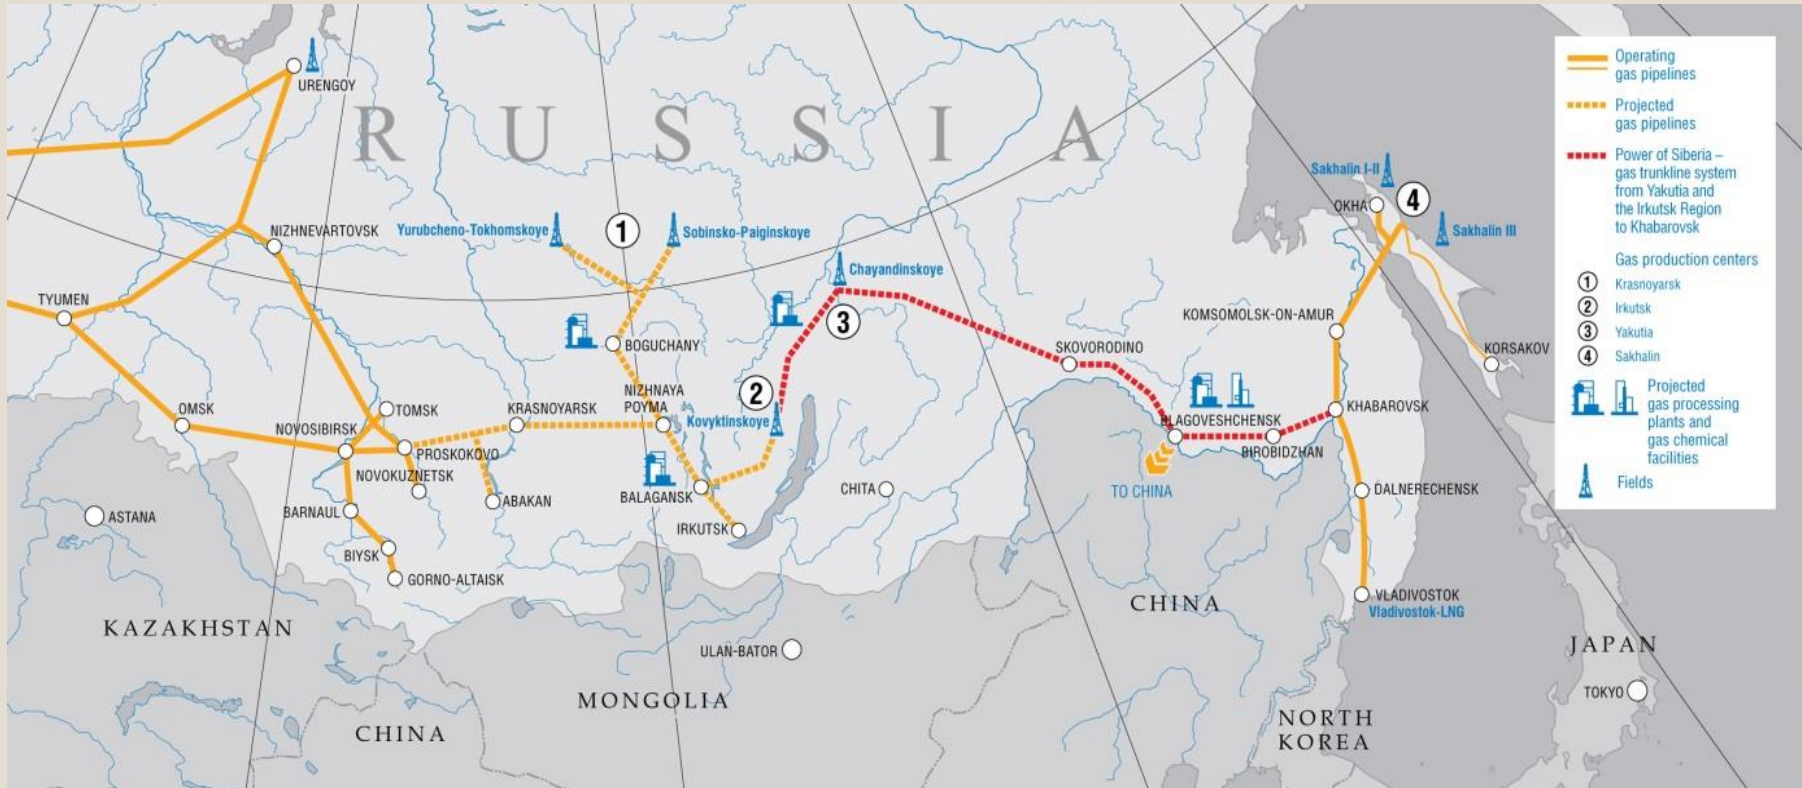 RUSSIA
URENGOY
NIZHNEVARTOVSK
TYUMEN
OMSK
TOMSK
NOVOSIBIRSK
PROSKOKOVO
NOVOKUZNETSK
BARNAUL
BIYSK
GORNO-ALTAISK
ABAKAN
KRASNOYARSK
ASTANA
KAZAKHSTAN
CHINA
Yurubcheno-Tokhomskoye
1
Sobinsko-Paiginskoye
BOGUCHANY
NIZHNAYA
POYMA
2
Kovyktinskoye
BALAGANSK
IRKUTSK
Chayandinskoye
3
CHITA
ULAN-BATOR
MONGOLIA
SKOVORODINO
BLAGOVESHCHENSK
BIROBIDZHAN
TO CHINA
CHINA
Sakhalin I-II
OKHA
4
Sakhalin III
KOMSOMOLSK-ON-AMUR
KORSAKOV
KHABAROVSK
DALNERECHENSK
VLADIVOSTOK
Vladivostok-LNG
NORTH
KOREA
JAPAN
TOKYO
Operating
gas pipelines
Projected
gas pipelines
Power of Siberia –
gas trunkline system
from Yakutia and
the Irkutsk Region
to Khabarovsk
Gas production centers
1 Krasnoyarsk
2 Irkutsk
3 Yakutia
4 Sakhalin
Projected
gas processing
plants and
gas chemical
facilities
Fields